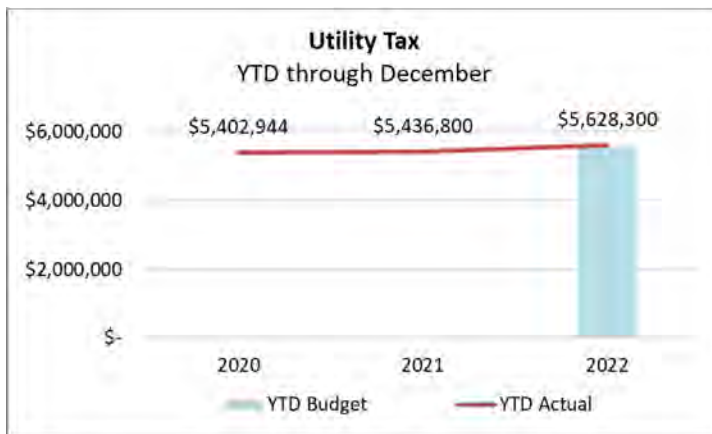 Utility Tax
YTD through December
$5,402,944 $5,436,800 $5,628,300
$6,000,000
$4,000,000
$2,000,000
$-
2020 2021 2022
YTD Budget YTD Actual